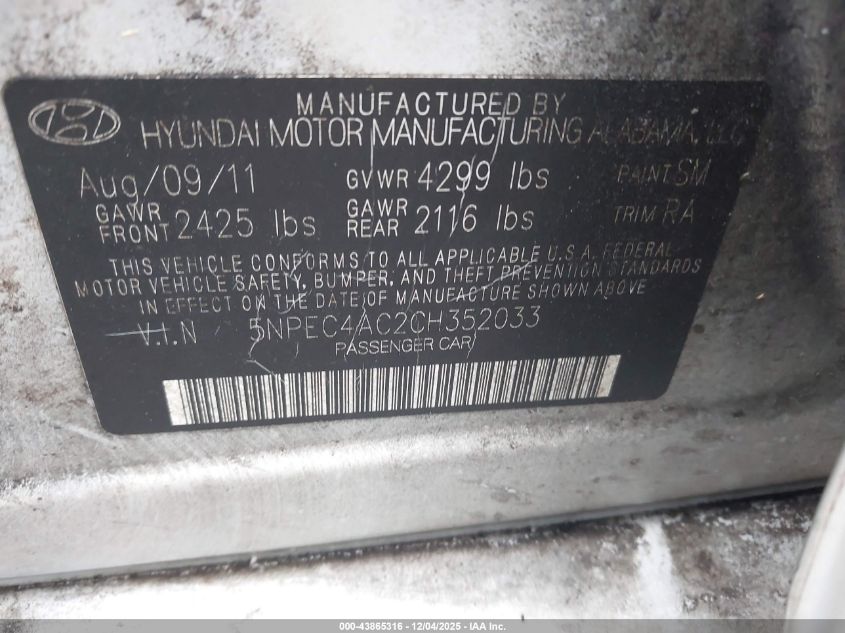 MANUFACTURED BY
HYUNDAI MOTOR MANUFACTURING ALABAMA, LLC
Aug/09/11 GVWR 4299 lbs PAINT SM
GAWR FRONT 2425 lbs GAWR REAR 2116 lbs TRIM RA
THIS VEHICLE CONFORMS TO ALL APPLICABLE U.S.A. FEDERAL
MOTOR VEHICLE SAFETY, BUMPER, AND THEFT PREVENTION STANDARDS
IN EFFECT ON THE DATE OF MANUFACTURE SHOWN ABOVE
V.I.N 5NPEC4AC2CH352033
PASSENGER CAR
000-43865316 - 12/04/2025 - IAA Inc.